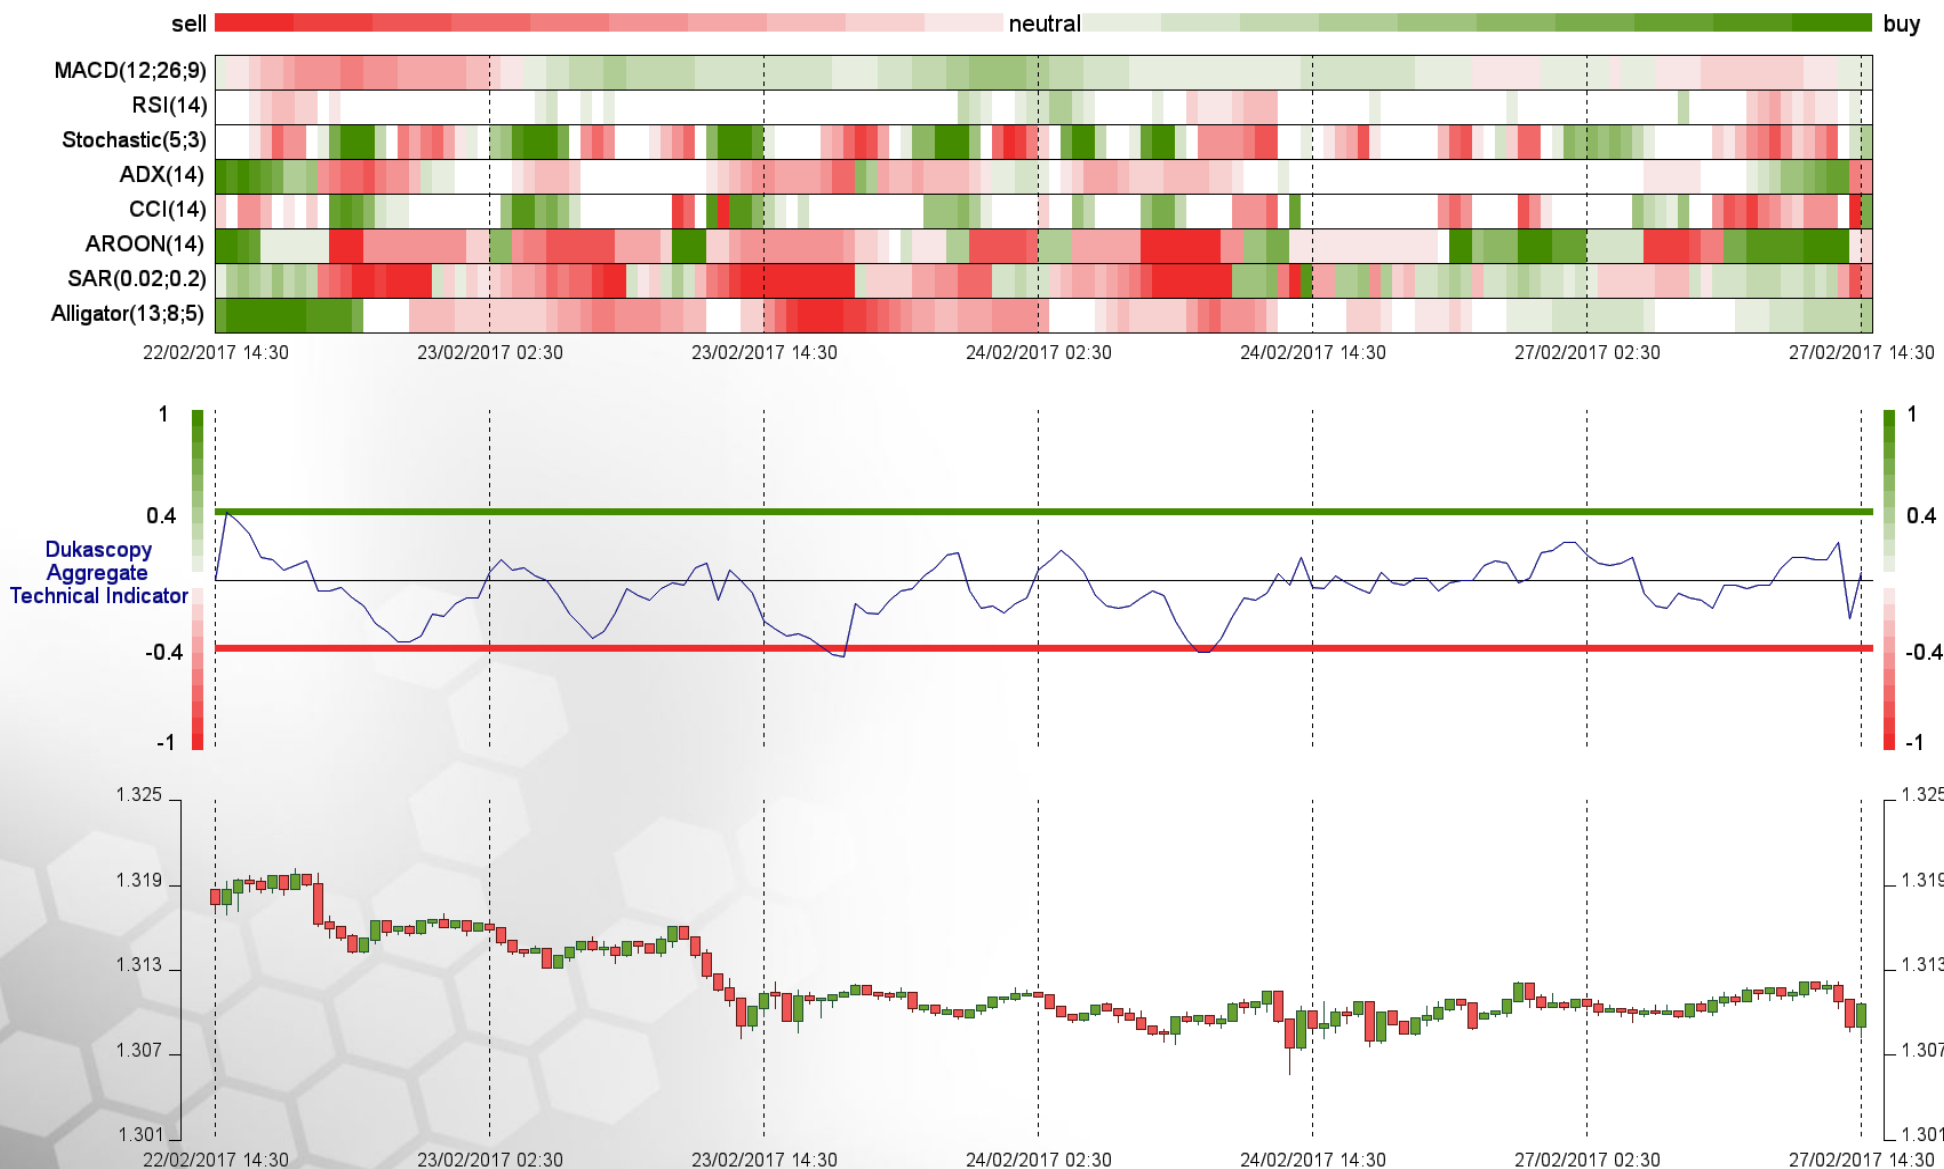 sell neutral buy
MACD(12;26;9)
RSI(14)
Stochastic(5;3)
ADX(14)
CCI(14)
AROON(14)
SAR(0.02;0.2)
Alligator(13;8;5)
22/02/2017 14:30 23/02/2017 02:30 23/02/2017 14:30 24/02/2017 02:30 24/02/2017 14:30 27/02/2017 02:30 27/02/2017 14:30
1 1
0.4 0.4
Dukascopy
Aggregate
Technical Indicator
-0.4 -0.4
-1 -1
1.325 1.325
1.319 1.319
1.313 1.313
1.307 1.307
1.301 1.301
22/02/2017 14:30 23/02/2017 02:30 23/02/2017 14:30 24/02/2017 02:30 24/02/2017 14:30 27/02/2017 02:30 27/02/2017 14:30